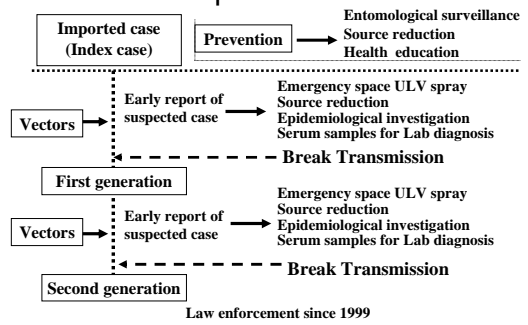 Imported case
(Index case)
Prevention
Entomological surveillance
Source reduction
Health education
Vectors
Early report of
suspected case
Emergency space ULV spray
Source reduction
Epidemiological investigation
Serum samples for Lab diagnosis
Break Transmission
First generation
Vectors
Early report of
suspected case
Emergency space ULV spray
Source reduction
Epidemiological investigation
Serum samples for Lab diagnosis
Break Transmission
Second generation
Law enforcement since 1999